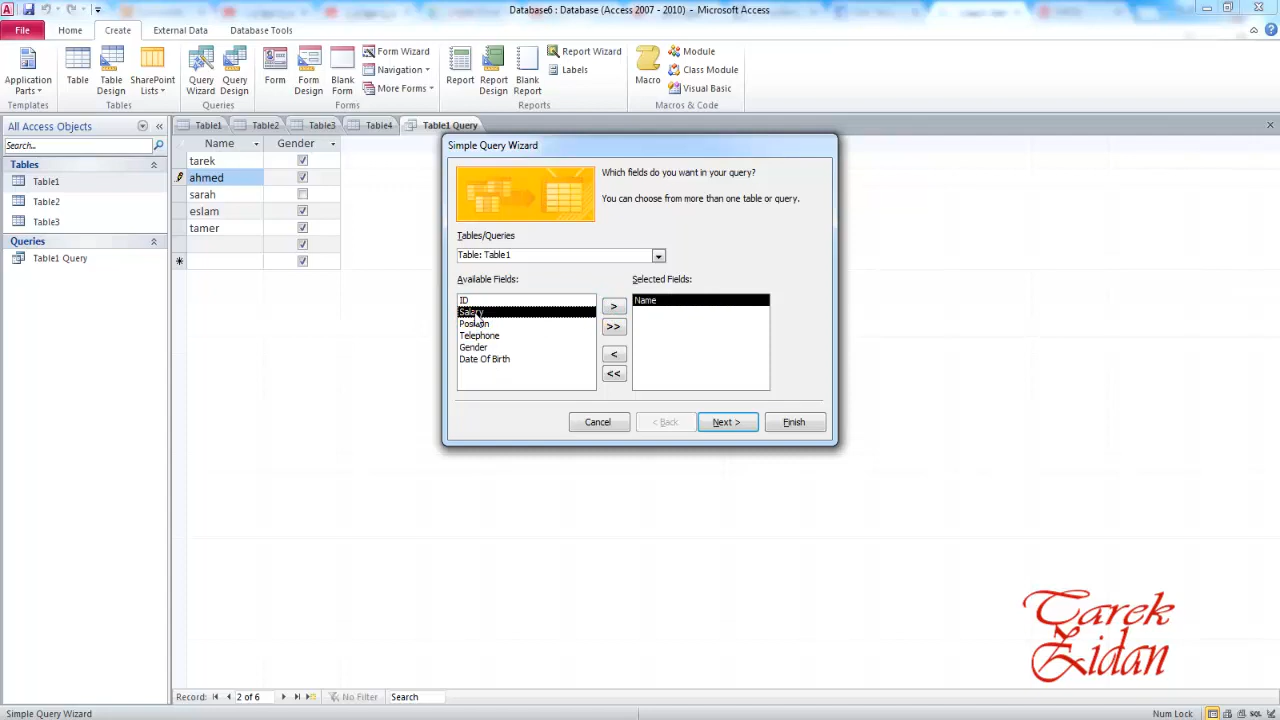 Database6 : Database (Access 2007 - 2010) - Microsoft Access
File Home Create External Data Database Tools
Application Parts Table Table Design SharePoint Lists Query Wizard Query Design Form Form Design Blank Form Form Wizard Navigation More Forms Report Report Design Blank Report Report Wizard Labels Macro Module Class Module Visual Basic
Templates Tables Queries Forms Reports Macros & Code
All Access Objects «
Search...
Tables
Table1
Table2
Table3
Queries
Table1 Query
Table1 Table2 Table3 Table4 Table1 Query
Name Gender
tarek
ahmed
sarah
eslam
tamer
Simple Query Wizard
Which fields do you want in your query?
You can choose from more than one table or query.
Tables/Queries
Table: Table1
Available Fields: Selected Fields:
ID
Salary
Position
Telephone
Gender
Date Of Birth
>
>>
<
<<
Name
Cancel < Back Next > Finish
Tarek
Zidan
Record: 2 of 6 No Filter Search
Simple Query Wizard Num Lock SQL